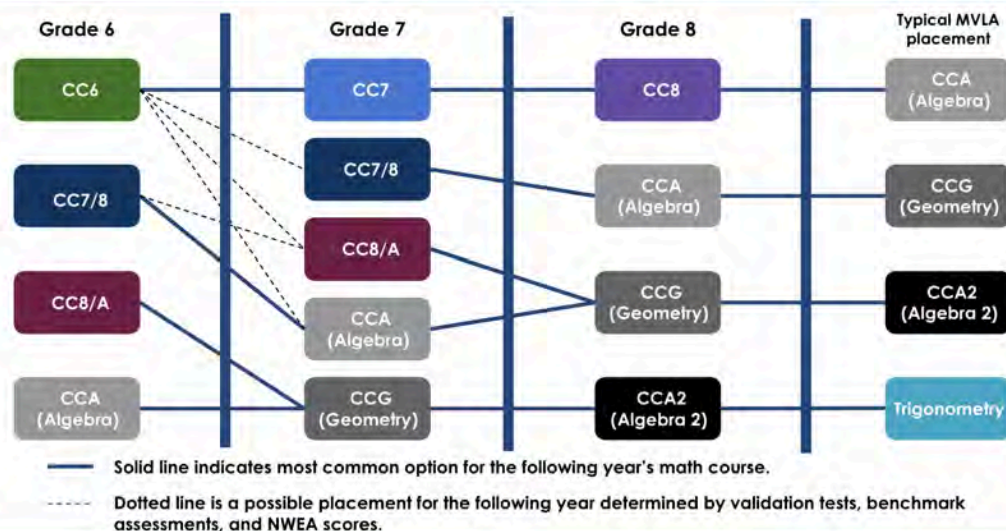 Grade 6
Grade 7
Grade 8
Typical MVLA
placement
CC6
CC7
CC8
CCA
(Algebra)
CC7/8
CC7/8
CCA
(Algebra)
CCG
(Geometry)
CC8/A
CC8/A
CCG
(Geometry)
CCA2
(Algebra 2)
CCA
(Algebra)
CCA
(Algebra)
CCG
(Geometry)
CCA2
(Algebra 2)
Trigonometry
Solid line indicates most common option for the following year's math course.
Dotted line is a possible placement for the following year determined by validation tests, benchmark
assessments, and NWEA scores.